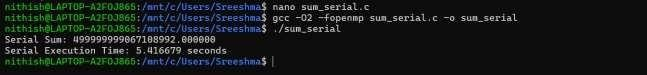 nithish@LAPTOP-A2FOJ865:/mnt/c/Users/Sreeshma$ nano sum_serial.c
nithish@LAPTOP-A2FOJ865:/mnt/c/Users/Sreeshma$ gcc -O2 -fopenmp sum_serial.c -o sum_serial
nithish@LAPTOP-A2FOJ865:/mnt/c/Users/Sreeshma$ ./sum_serial
Serial Sum: 499999999067108992.000000
Serial Execution Time: 5.416679 seconds
nithish@LAPTOP-A2FOJ865:/mnt/c/Users/Sreeshma$